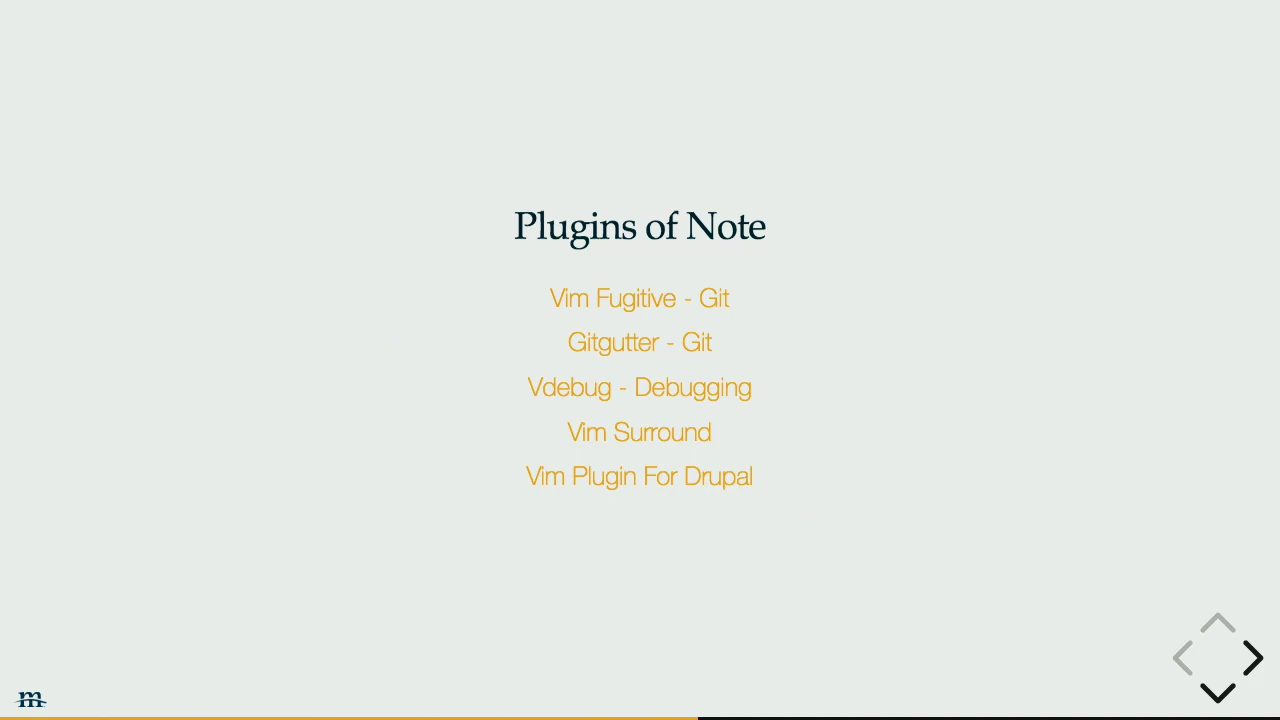 Plugins of Note
Vim Fugitive - Git
Gitgutter - Git
Vdebug - Debugging
Vim Surround
Vim Plugin For Drupal
m